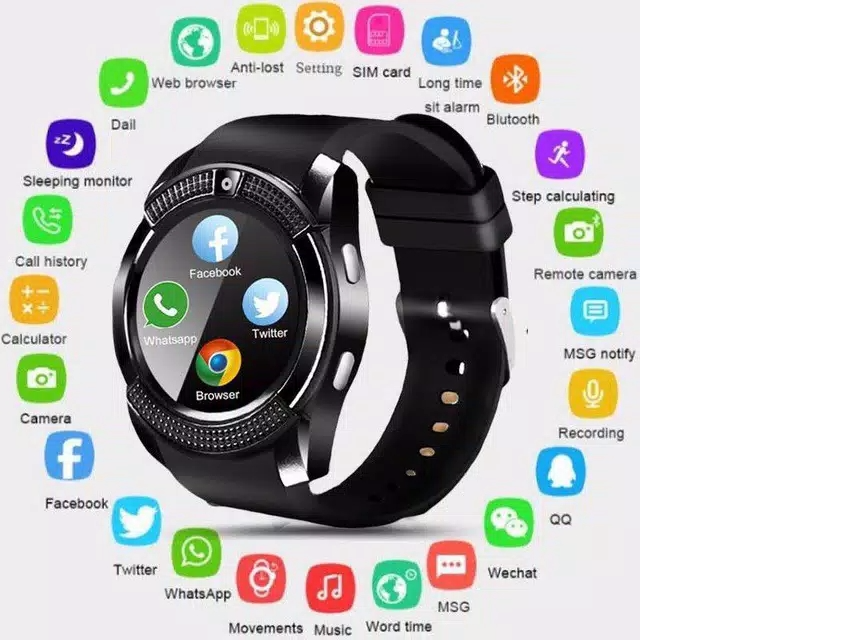 Anti-lost
Setting
SIM card
Web browser
Long time
sit alarm
Blutooth
Dail
Sleeping monitor
Step calculating
Call history
Remote camera
Calculator
MSG notify
Camera
Recording
Facebook
QQ
Twitter
Wechat
WhatsApp
MSG
Movements
Music
Word time
zZ
Facebook
Whatsapp
Twitter
Browser